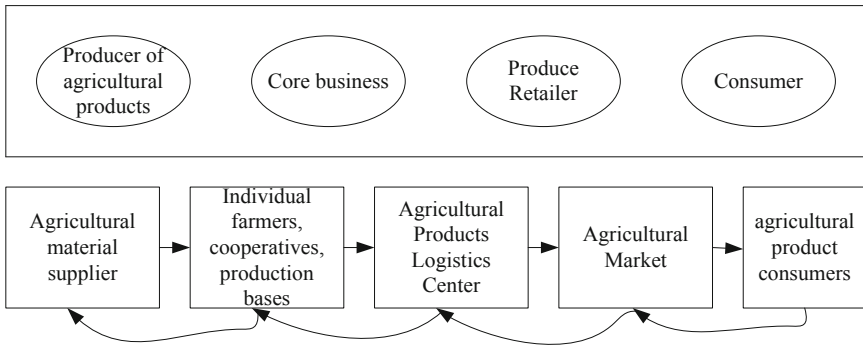 Producer of
agricultural
products
Core business
Produce
Retailer
Consumer
Agricultural
material
supplier
Individual
farmers,
cooperatives,
production
bases
Agricultural
Products
Logistics
Center
Agricultural
Market
agricultural
product
consumers